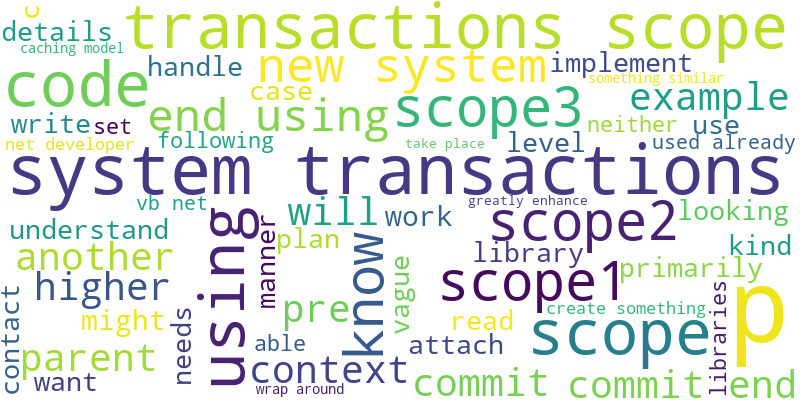 c
details
transactions scope
caching model
code
handle
new system
implement
something similar
case
end using
scope3
example
write
set
neither
use
net developer
following
take place
level
used already
system transactions
vb net
greatly enhance
using
will
work
scope2
looking
understand
plan
manner
another
know
library
kind
higher
scope1
primarily
contact
might
needs
pre
vague
read
create something
libraries
p
parent
able
attach
scope
want
context
wrap around
commit
commit
end